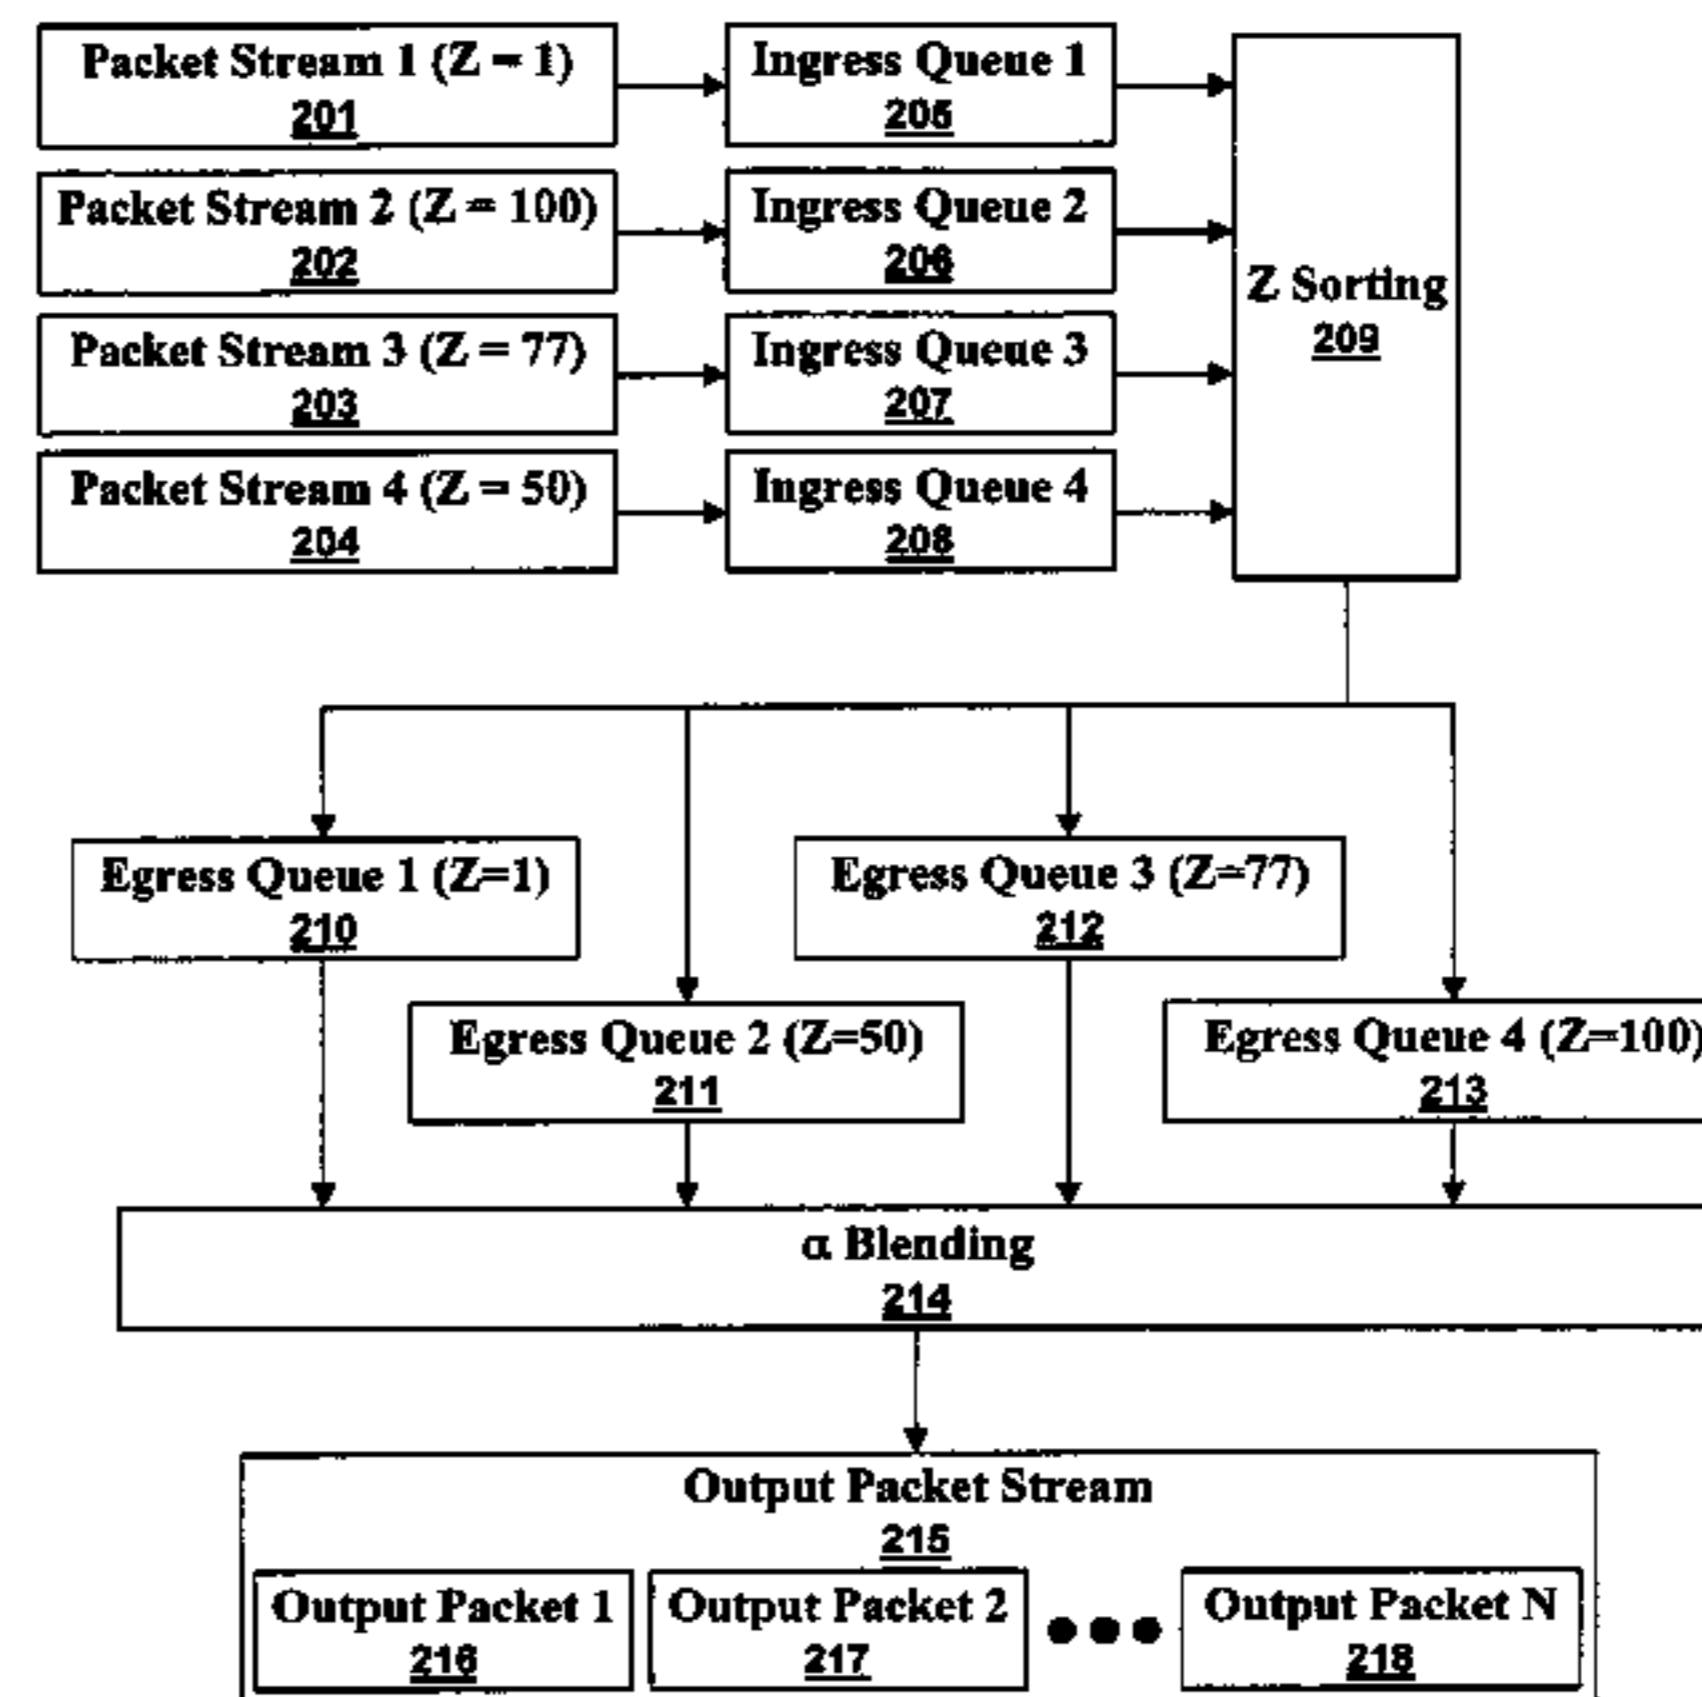 Packet Stream 1 (Z = 1)
201
Ingress Queue 1
205
Packet Stream 2 (Z = 100)
202
Ingress Queue 2
206
Packet Stream 3 (Z = 77)
203
Ingress Queue 3
207
Packet Stream 4 (Z = 50)
204
Ingress Queue 4
208
Z Sorting
209
Egress Queue 1 (Z=1)
210
Egress Queue 3 (Z=77)
212
Egress Queue 2 (Z=50)
211
Egress Queue 4 (Z=100)
213
α Blending
214
Output Packet Stream
215
Output Packet 1
216
Output Packet 2
217
Output Packet N
218